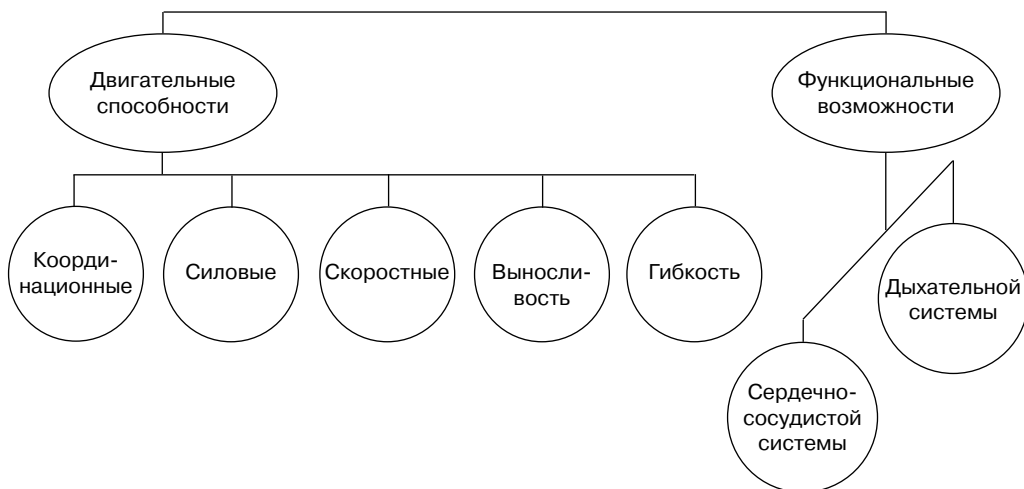 Двигательные
способности
Функциональные
возможности
Коорди-
национные
Силовые
Скоростные
Выносли-
вость
Гибкость
Дыхательной
системы
Сердечно-
сосудистой
системы